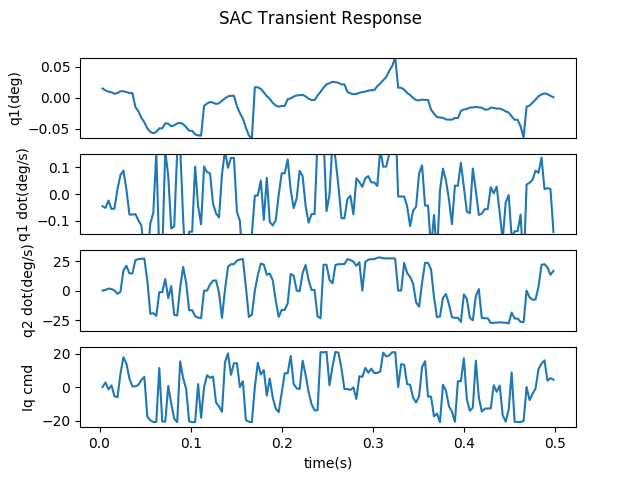 SAC Transient Response
q1(deg)
0.05
0.00
−0.05
q1 dot(deg/s)
0.1
0.0
−0.1
q2 dot(deg/s)
25
0
−25
Iq cmd
20
0
−20
0.0 0.1 0.2 0.3 0.4 0.5
time(s)